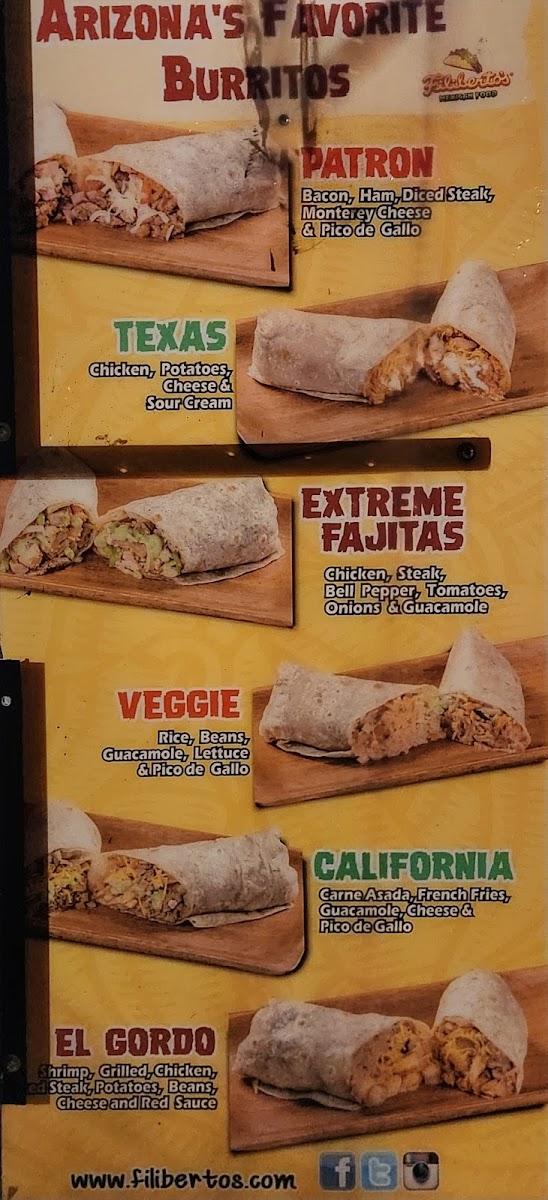 ARIZONA'S FAVORITE
BURRITOS
Filiberto's
MEXICAN FOOD
PATRON
Bacon, Ham, Diced Steak,
Monterey Cheese
& Pico de Gallo
TEXAS
Chicken, Potatoes,
Cheese &
Sour Cream
EXTREME
FAJITAS
Chicken, Steak,
Bell Pepper, Tomatoes,
Onions & Guacamole
VEGGIE
Rice, Beans,
Guacamole, Lettuce
& Pico de Gallo
CALIFORNIA
Carne Asada, French Fries,
Guacamole, Cheese &
Pico de Gallo
EL GORDO
Shrimp, Grilled, Chicken,
Steak, Potatoes, Beans,
Cheese and Red Sauce
www.filibertos.com